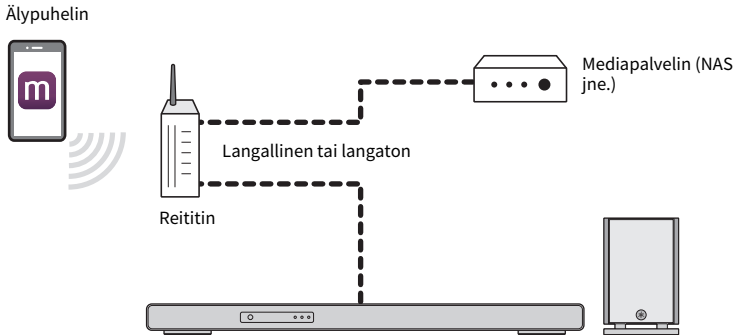 Älypuhelin
m
Mediapalvelin (NAS
jne.)
Langallinen tai langaton
Reititin